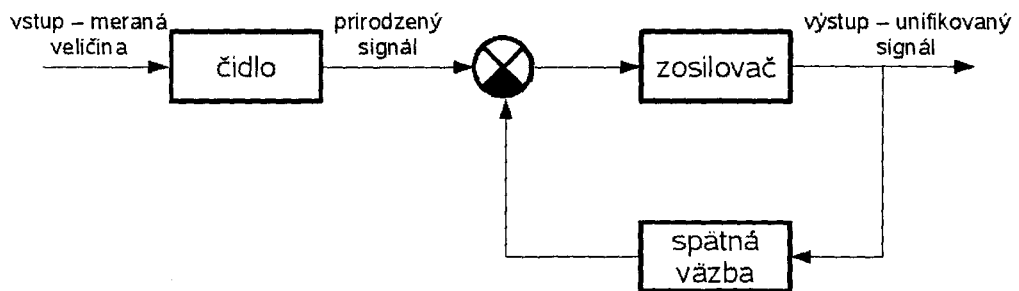 vstup – meraná
veličina
čidlo
prirodzený
signál
zosilovač
výstup – unifikovaný
signál
spätná
väzba